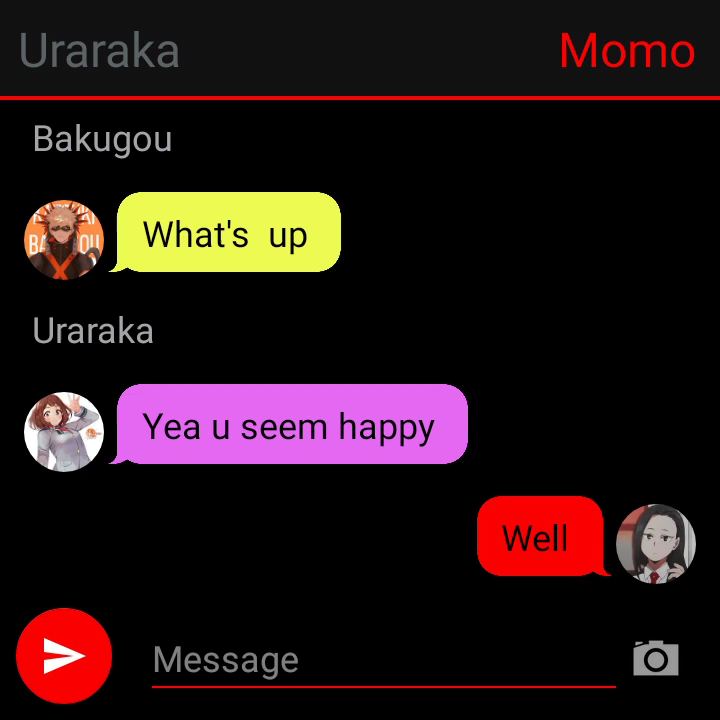 Uraraka Momo
Bakugou
What's  up
Uraraka
Yea u seem happy
Well
Message